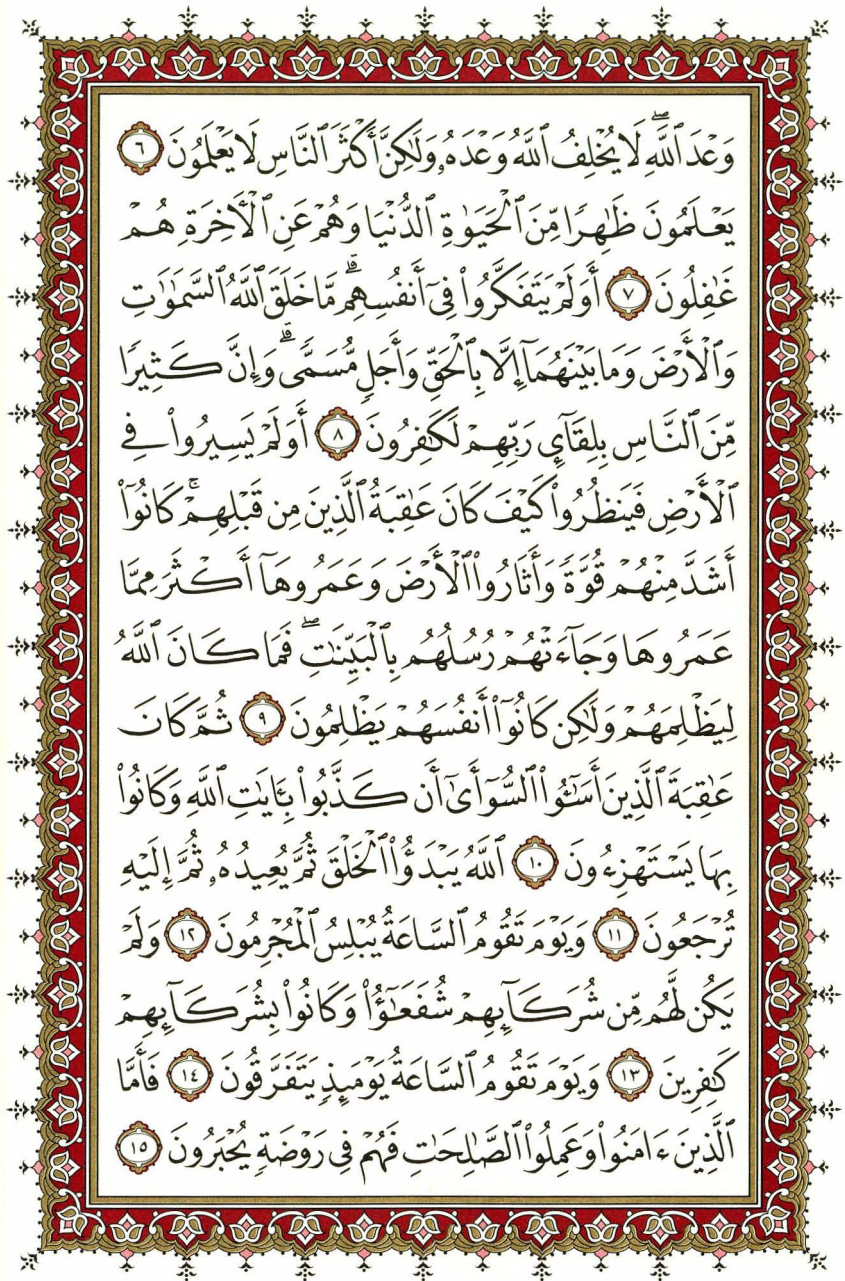 وَعْدَ ٱللَّهِۖ لَا يُخْلِفُ ٱللَّهُ وَعْدَهُۥ وَلَٰكِنَّ أَكْثَرَ ٱلنَّاسِ لَا يَعْلَمُونَ ٦
يَعْلَمُونَ ظَٰهِرًا مِّنَ ٱلْحَيَوٰةِ ٱلدُّنْيَا وَهُمْ عَنِ ٱلْأٓخِرَةِ هُمْ
غَٰفِلُونَ ٧ أَوَلَمْ يَتَفَكَّرُوا۟ فِىٓ أَنفُسِهِمۗ مَّا خَلَقَ ٱللَّهُ ٱلسَّمَٰوَٰتِ
وَٱلْأَرْضَ وَمَا بَيْنَهُمَآ إِلَّا بِٱلْحَقِّ وَأَجَلٍ مُّسَمًّىۗ وَإِنَّ كَثِيرًا
مِّنَ ٱلنَّاسِ بِلِقَآئِ رَبِّهِمْ لَكَٰفِرُونَ ٨ أَوَلَمْ يَسِيرُوا۟ فِى
ٱلْأَرْضِ فَيَنظُرُوا۟ كَيْفَ كَانَ عَٰقِبَةُ ٱلَّذِينَ مِن قَبْلِهِمْۚ كَانُوٓا۟
أَشَدَّ مِنْهُمْ قُوَّةً وَأَثَارُوا۟ ٱلْأَرْضَ وَعَمَرُوهَآ أَكْثَرَ مِمَّا
عَمَرُوهَا وَجَآءَتْهُمْ رُسُلُهُم بِٱلْبَيِّنَٰتِۖ فَمَا كَانَ ٱللَّهُ
لِيَظْلِمَهُمْ وَلَٰكِن كَانُوٓا۟ أَنفُسَهُمْ يَظْلِمُونَ ٩ ثُمَّ كَانَ
عَٰقِبَةَ ٱلَّذِينَ أَسَٰٓـُٔوا۟ ٱلسُّوٓأَىٰٓ أَن كَذَّبُوا۟ بِـَٔايَٰتِ ٱللَّهِ وَكَانُوا۟
بِهَا يَسْتَهْزِءُونَ ١٠ ٱللَّهُ يَبْدَؤُا۟ ٱلْخَلْقَ ثُمَّ يُعِيدُهُۥ ثُمَّ إِلَيْهِ
تُرْجَعُونَ ١١ وَيَوْمَ تَقُومُ ٱلسَّاعَةُ يُبْلِسُ ٱلْمُجْرِمُونَ ١٢ وَلَمْ
يَكُن لَّهُم مِّن شُرَكَآئِهِمْ شُفَعَٰٓؤُا۟ وَكَانُوا۟ بِشُرَكَآئِهِمْ
كَٰفِرِينَ ١٣ وَيَوْمَ تَقُومُ ٱلسَّاعَةُ يَوْمَئِذٍ يَتَفَرَّقُونَ ١٤ فَأَمَّا
ٱلَّذِينَ ءَامَنُوا۟ وَعَمِلُوا۟ ٱلصَّٰلِحَٰتِ فَهُمْ فِى رَوْضَةٍ يُحْبَرُونَ ١٥